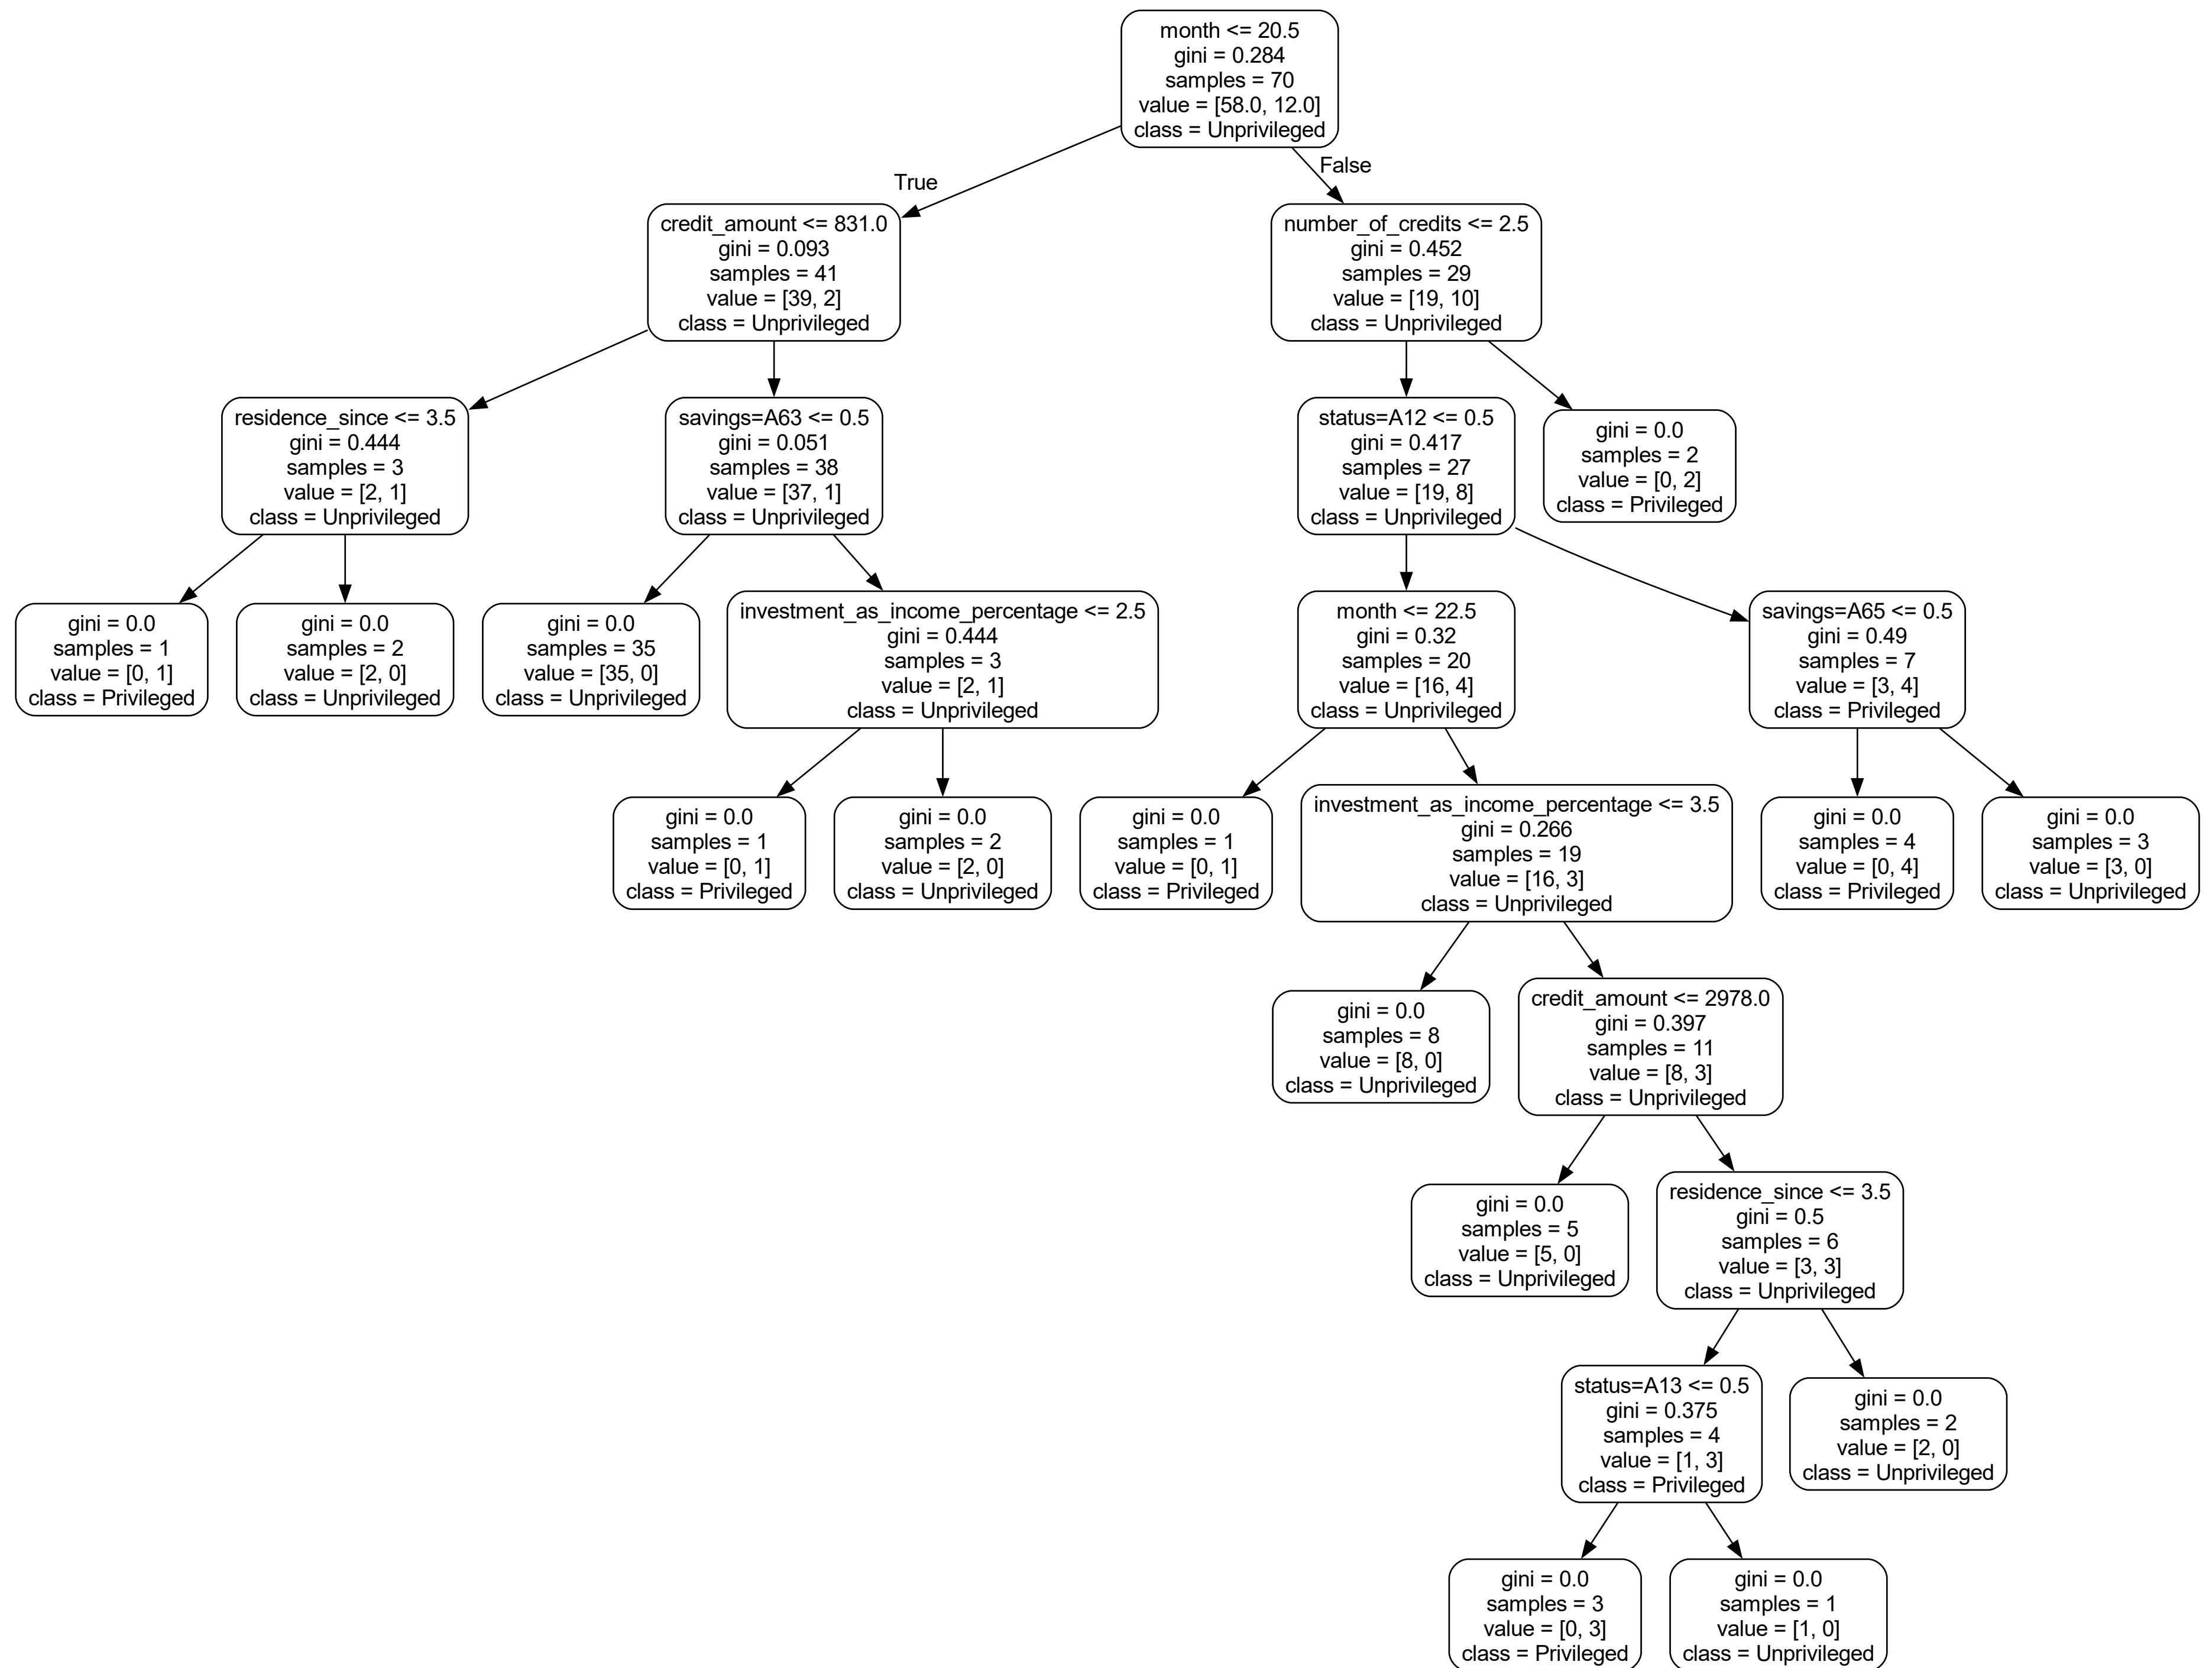 month <= 20.5
gini = 0.284
samples = 70
value = [58.0, 12.0]
class = Unprivileged
True
False
credit_amount <= 831.0
gini = 0.093
samples = 41
value = [39, 2]
class = Unprivileged
number_of_credits <= 2.5
gini = 0.452
samples = 29
value = [19, 10]
class = Unprivileged
residence_since <= 3.5
gini = 0.444
samples = 3
value = [2, 1]
class = Unprivileged
savings=A63 <= 0.5
gini = 0.051
samples = 38
value = [37, 1]
class = Unprivileged
status=A12 <= 0.5
gini = 0.417
samples = 27
value = [19, 8]
class = Unprivileged
gini = 0.0
samples = 2
value = [0, 2]
class = Privileged
gini = 0.0
samples = 1
value = [0, 1]
class = Privileged
gini = 0.0
samples = 2
value = [2, 0]
class = Unprivileged
gini = 0.0
samples = 35
value = [35, 0]
class = Unprivileged
investment_as_income_percentage <= 2.5
gini = 0.444
samples = 3
value = [2, 1]
class = Unprivileged
month <= 22.5
gini = 0.32
samples = 20
value = [16, 4]
class = Unprivileged
savings=A65 <= 0.5
gini = 0.49
samples = 7
value = [3, 4]
class = Privileged
gini = 0.0
samples = 1
value = [0, 1]
class = Privileged
gini = 0.0
samples = 2
value = [2, 0]
class = Unprivileged
gini = 0.0
samples = 1
value = [0, 1]
class = Privileged
investment_as_income_percentage <= 3.5
gini = 0.266
samples = 19
value = [16, 3]
class = Unprivileged
gini = 0.0
samples = 4
value = [0, 4]
class = Privileged
gini = 0.0
samples = 3
value = [3, 0]
class = Unprivileged
gini = 0.0
samples = 8
value = [8, 0]
class = Unprivileged
credit_amount <= 2978.0
gini = 0.397
samples = 11
value = [8, 3]
class = Unprivileged
gini = 0.0
samples = 5
value = [5, 0]
class = Unprivileged
residence_since <= 3.5
gini = 0.5
samples = 6
value = [3, 3]
class = Unprivileged
status=A13 <= 0.5
gini = 0.375
samples = 4
value = [1, 3]
class = Privileged
gini = 0.0
samples = 2
value = [2, 0]
class = Unprivileged
gini = 0.0
samples = 3
value = [0, 3]
class = Privileged
gini = 0.0
samples = 1
value = [1, 0]
class = Unprivileged